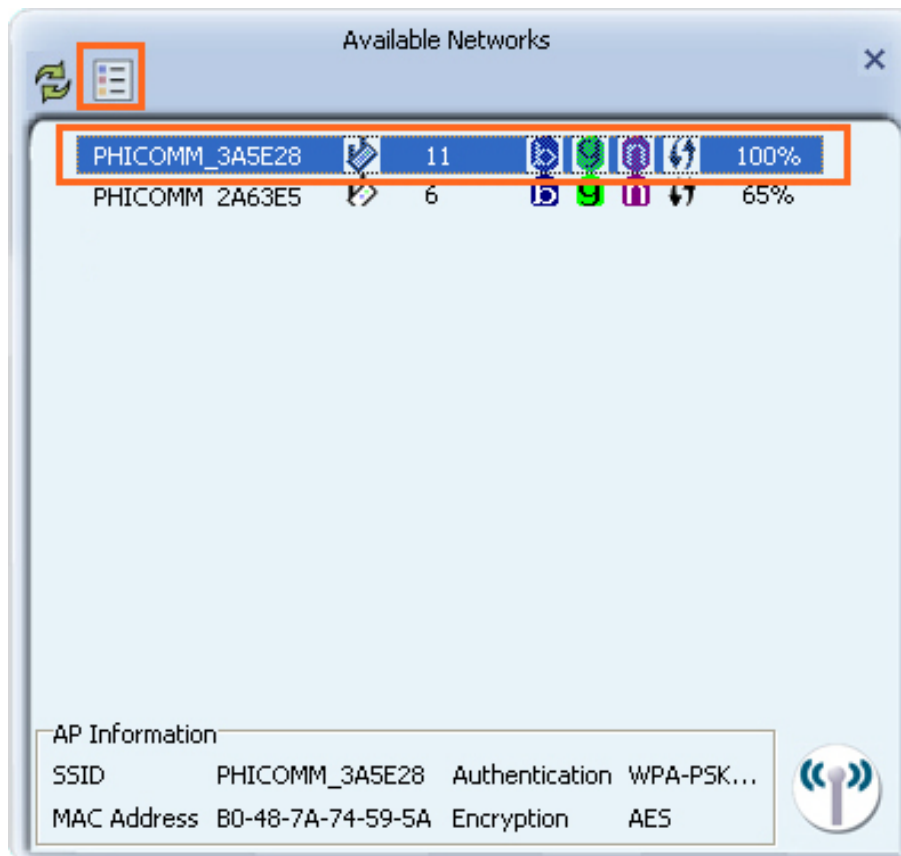 Available Networks
PHICOMM_3A5E28 11 b g n 100%
PHICOMM_2A63E5 6 b g n 65%
AP Information
SSID PHICOMM_3A5E28 Authentication WPA-PSK...
MAC Address B0-48-7A-74-59-5A Encryption AES